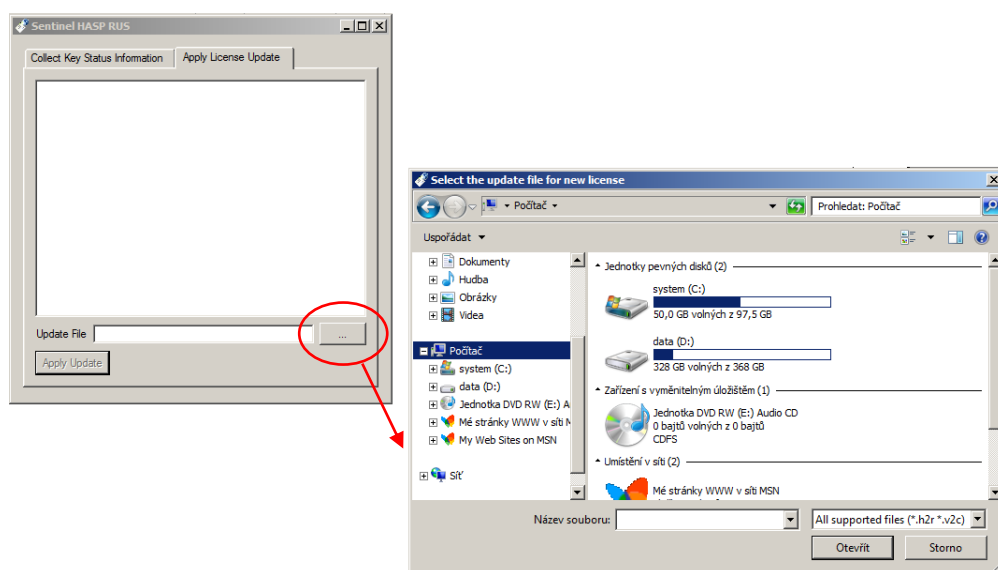 Sentinel HASP RUS
Collect Key Status Information
Apply License Update
Update File
...
Apply Update
Select the update file for new license
Počítač
Prohledat: Počítač
Uspořádat
Dokumenty
Hudba
Obrázky
Videa
Počítač
system (C:)
data (D:)
Jednotka DVD RW (E:) A
Mé stránky WWW v síti M
My Web Sites on MSN
Síť
Jednotky pevných disků (2)
system (C:)
50,0 GB volných z 97,5 GB
data (D:)
328 GB volných z 368 GB
Zařízení s vyměnitelným úložištěm (1)
Jednotka DVD RW (E:) Audio CD
0 bajtů volných z 0 bajtů
CDFS
Umístění v síti (2)
Mé stránky WWW v síti MSN
Název souboru:
All supported files (*.h2r *.v2c)
Otevřít
Storno